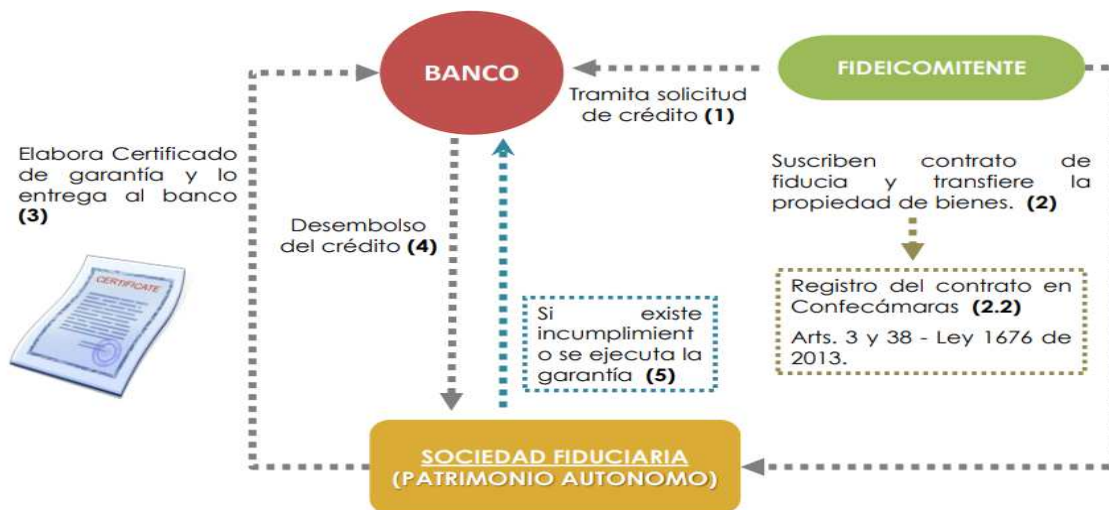 BANCO
FIDEICOMITENTE
Tramita solicitud
de crédito (1)
Elabora Certificado
de garantía y lo
entrega al banco
(3)
Suscriben contrato de
fiducia y transfiere la
propiedad de bienes. (2)
Desembolso
del crédito (4)
CERTIFICATE
Registro del contrato en
Confecámaras (2.2)
Arts. 3 y 38 - Ley 1676 de
2013.
Si existe
incumplimient
o se ejecuta la
garantía (5)
SOCIEDAD FIDUCIARIA
(PATRIMONIO AUTONOMO)